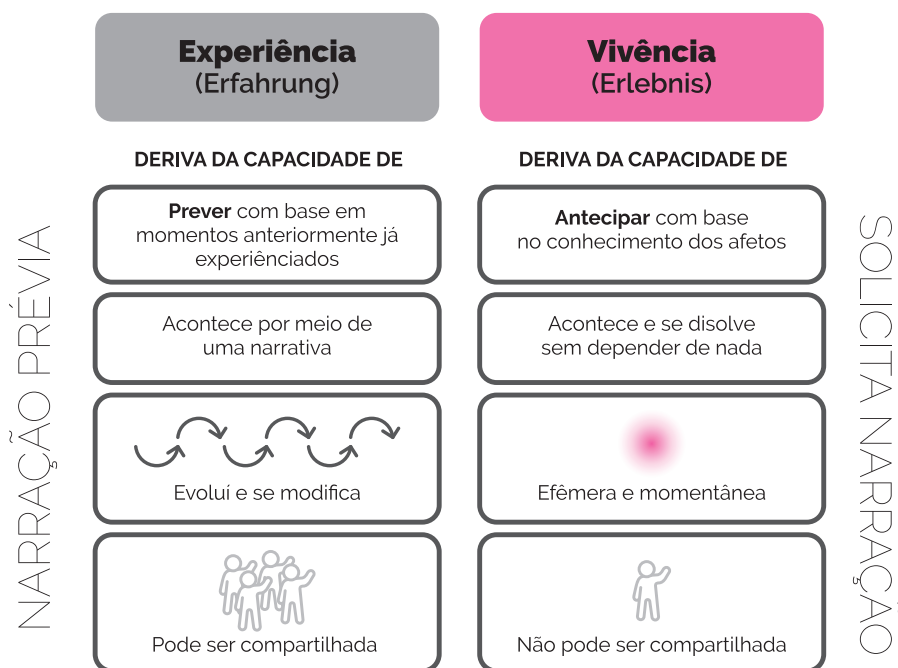 Experiência
(Erfahrung)
DERIVA DA CAPACIDADE DE
Prever com base em
momentos anteriormente já
experiênciados
Acontece por meio de
uma narrativa
Evoluí e se modifica
Pode ser compartilhada
NARRAÇÃO PRÉVIA
Vivência
(Erlebnis)
DERIVA DA CAPACIDADE DE
Antecipar com base
no conhecimento dos afetos
Acontece e se disolve
sem depender de nada
Efêmera e momentânea
Não pode ser compartilhada
SOLICITA NARRAÇÃO